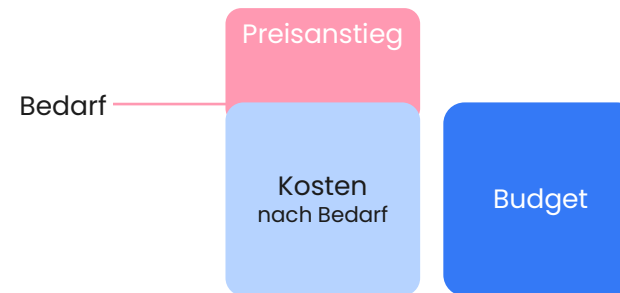 Preisanstieg
Bedarf
Kosten
nach Bedarf
Budget